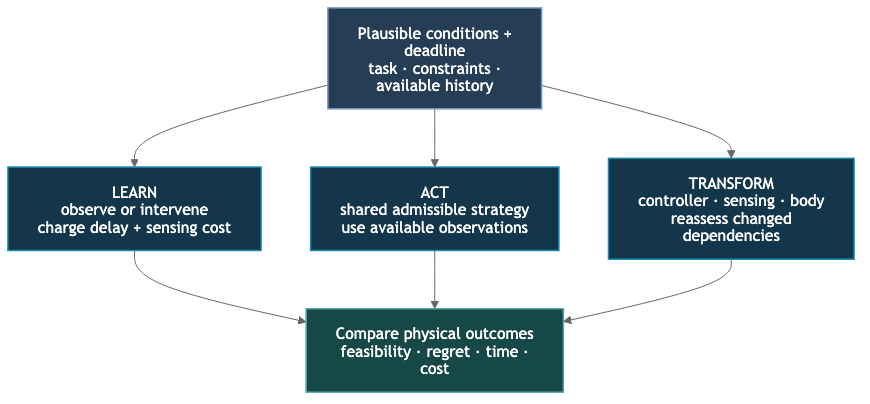 Plausible conditions +
deadline
task · constraints ·
available history
LEARN
observe or intervene
charge delay + sensing cost
ACT
shared admissible strategy
use available observations
TRANSFORM
controller · sensing · body
reassess changed
dependencies
Compare physical outcomes
feasibility · regret · time ·
cost